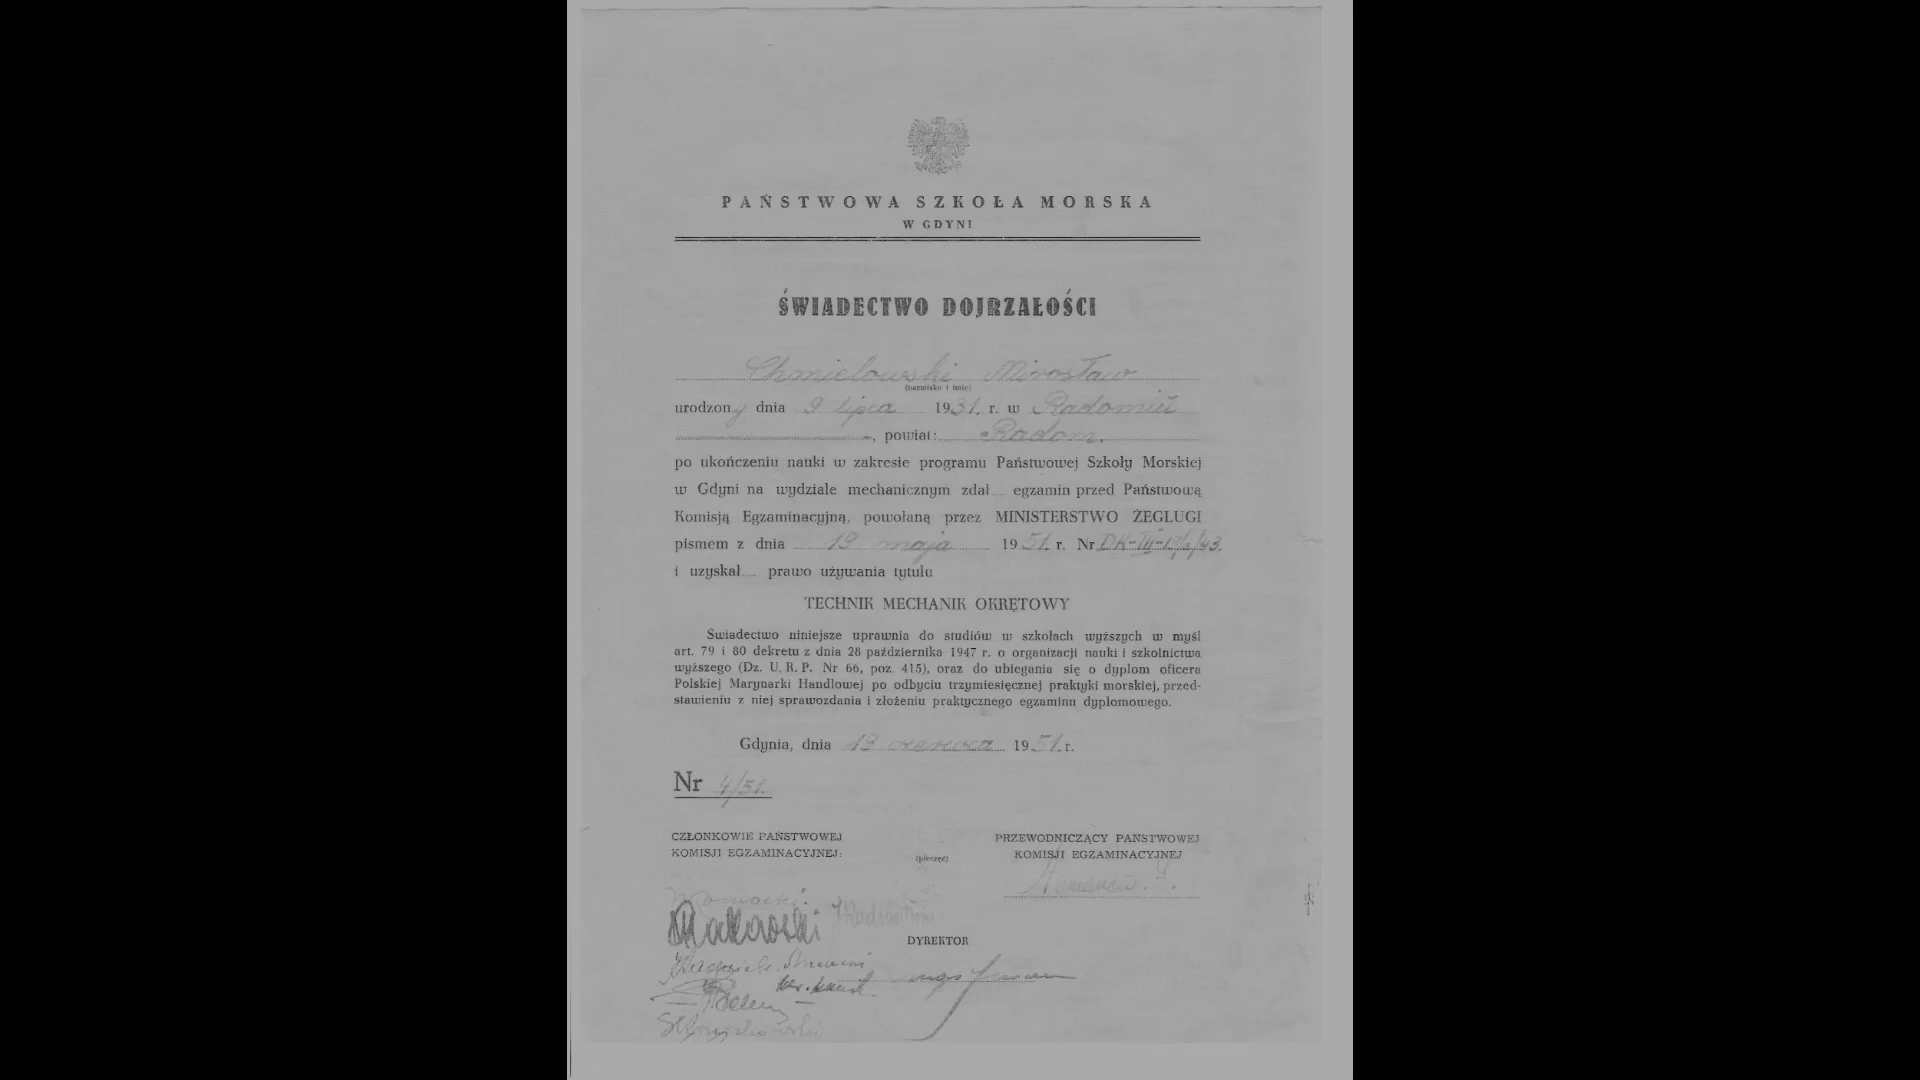 PAŃSTWOWA SZKOŁA MORSKA
W GDYNI
ŚWIADECTWO DOJRZAŁOŚCI
Chmielowski Mirosław
(nazwisko i imię)
urodzony dnia 9 lipca 1931. r. w Radomiu
-, powiat: Radom.
po ukończeniu nauki w zakresie programu Państwowej Szkoły Morskiej
w Gdyni na wydziale mechanicznym zdał egzamin przed Państwową
Komisją Egzaminacyjną, powołaną przez MINISTERSTWO ŻEGLUGI
pismem z dnia 19 maja 1951. r. Nr
i uzyskał prawo używania tytułu
TECHNIK MECHANIK OKRĘTOWY
Świadectwo niniejsze uprawnia do studiów w szkołach wyższych w myśl
art. 79 i 80 dekretu z dnia 28 października 1947 r. o organizacji nauki i szkolnictwa
wyższego (Dz. U. R. P. Nr 66, poz. 415), oraz do ubiegania się o dyplom oficera
Polskiej Marynarki Handlowej po odbyciu trzymiesięcznej praktyki morskiej, przed-
stawieniu z niej sprawozdania i złożeniu praktycznego egzaminu dyplomowego.
Gdynia, dnia 19 czerwca 1951. r.
Nr 4/51.
CZŁONKOWIE PAŃSTWOWEJ
KOMISJI EGZAMINACYJNEJ:
(pieczęć)
PRZEWODNICZĄCY PAŃSTWOWEJ
KOMISJI EGZAMINACYJNEJ
DYREKTOR